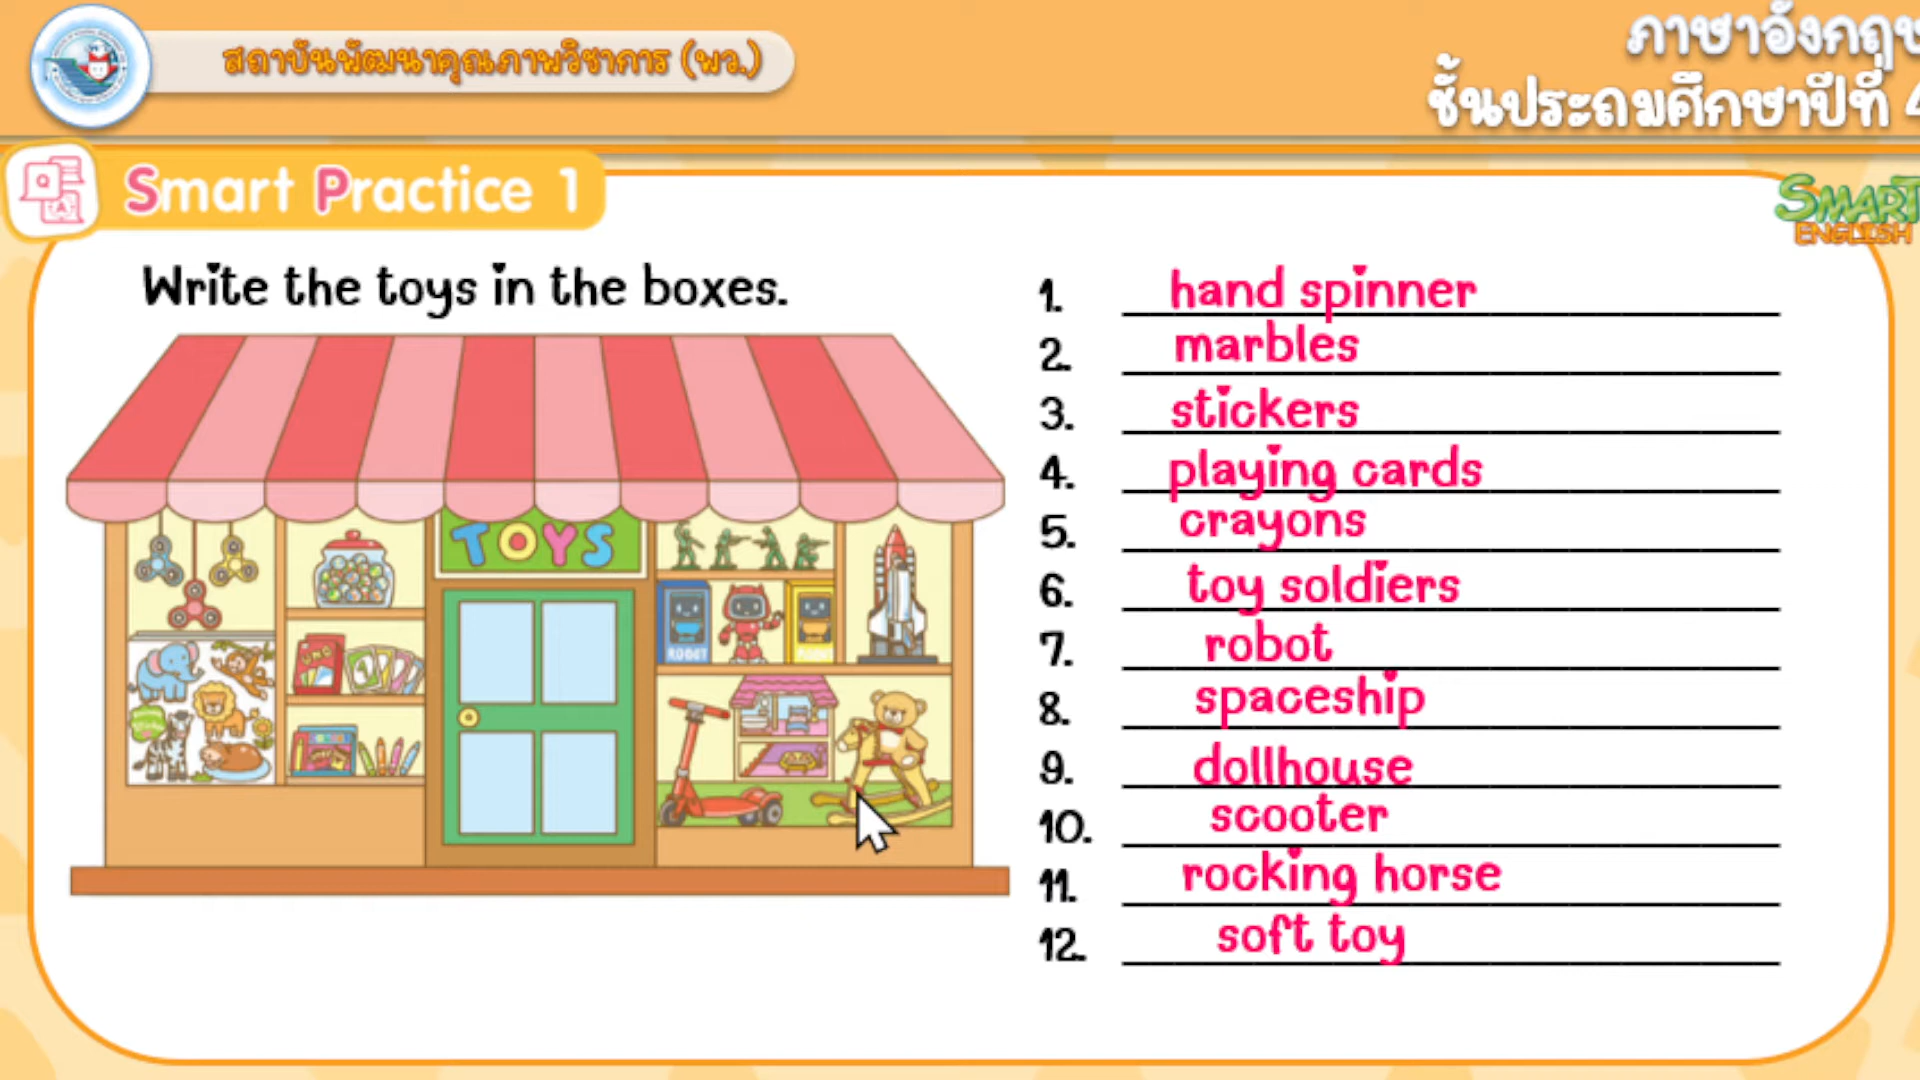 สถาบันพัฒนาคุณภาพวิชาการ (พว.)
ภาษาอังกฤษ
ชั้นประถมศึกษาปีที่ 4
Smart Practice 1
SMART
ENGLISH
Write the toys in the boxes.
TOYS
UNO
ROBOT
1. hand spinner
2. marbles
3. stickers
4. playing cards
5. crayons
6. toy soldiers
7. robot
8. spaceship
9. dollhouse
10. scooter
11. rocking horse
12. soft toy